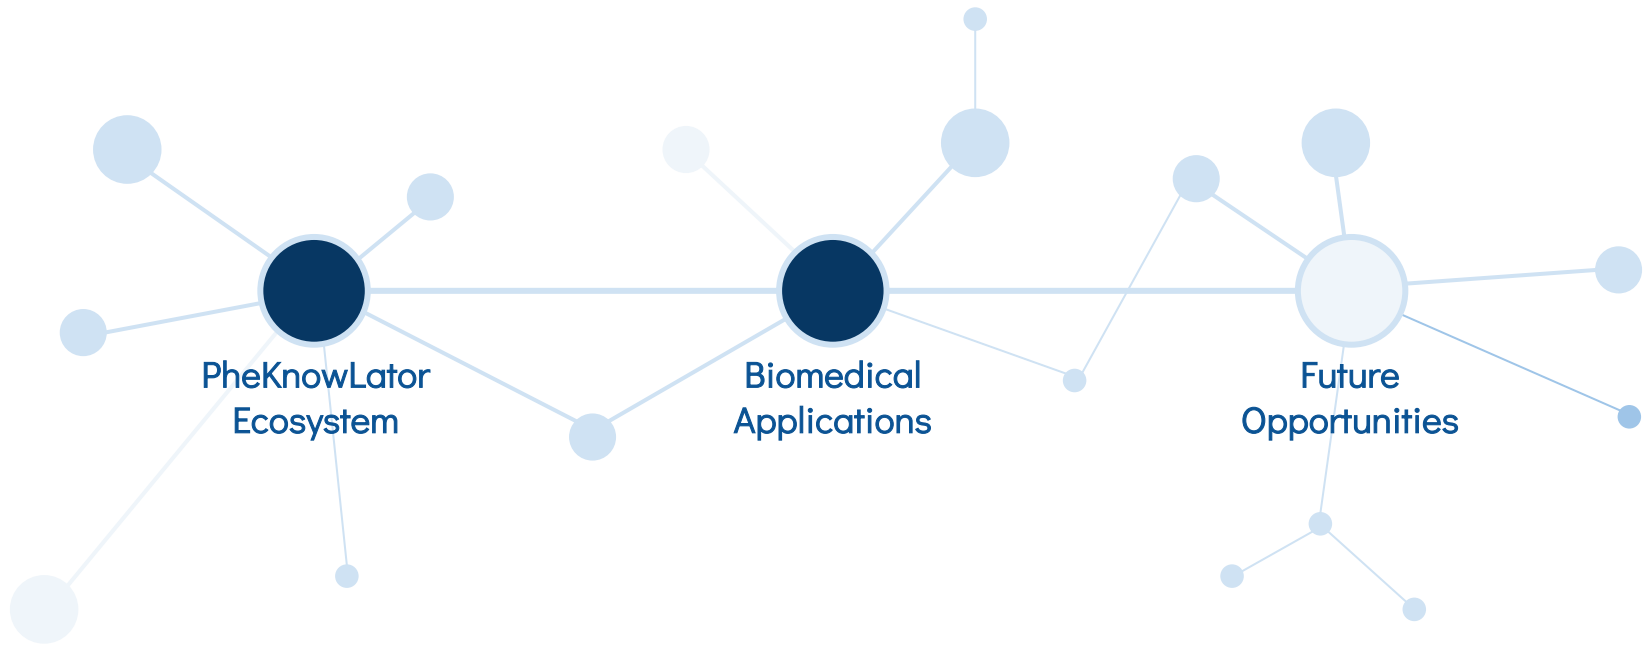 PheKnowLator
Ecosystem
Biomedical
Applications
Future
Opportunities